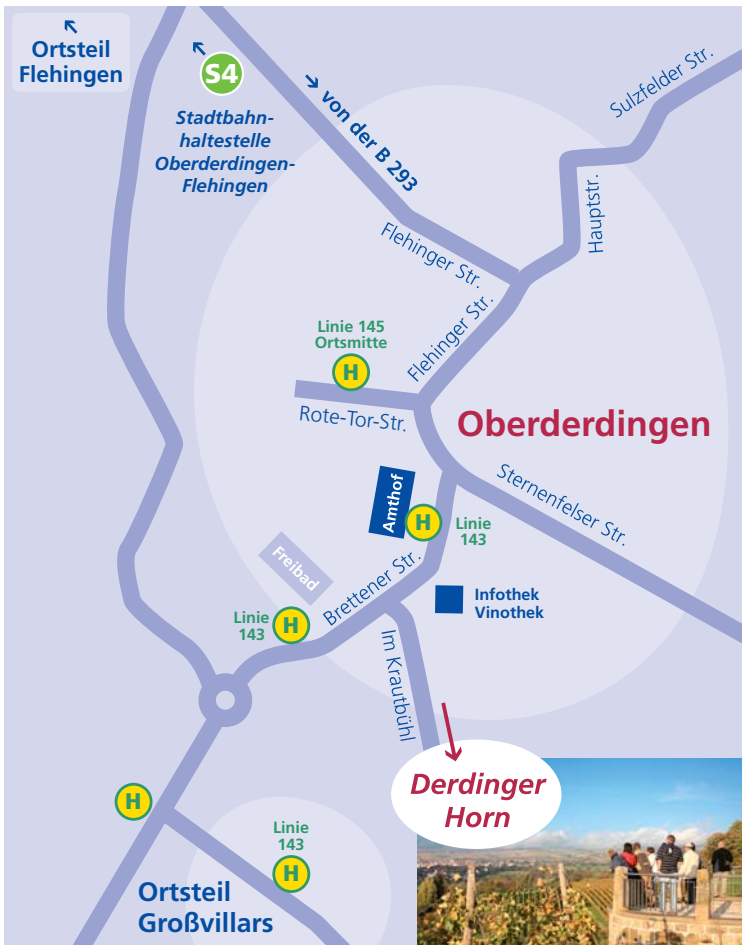 Ortsteil
Flehingen
S4
Stadtbahn-
haltestelle
Oberderdingen-
Flehingen
von der B 293
Sulzfelder Str.
Hauptstr.
Flehinger Str.
Flehinger Str.
Linie 145
Ortsmitte
H
Rote-Tor-Str.
Oberderdingen
Sternenfelser Str.
Amthof
H
Linie
143
Freibad
Brettener Str.
Infothek
Vinothek
Linie
143
H
Im Krautbühl
Derdinger
Horn
H
Linie
143
H
Ortsteil
Großvillars